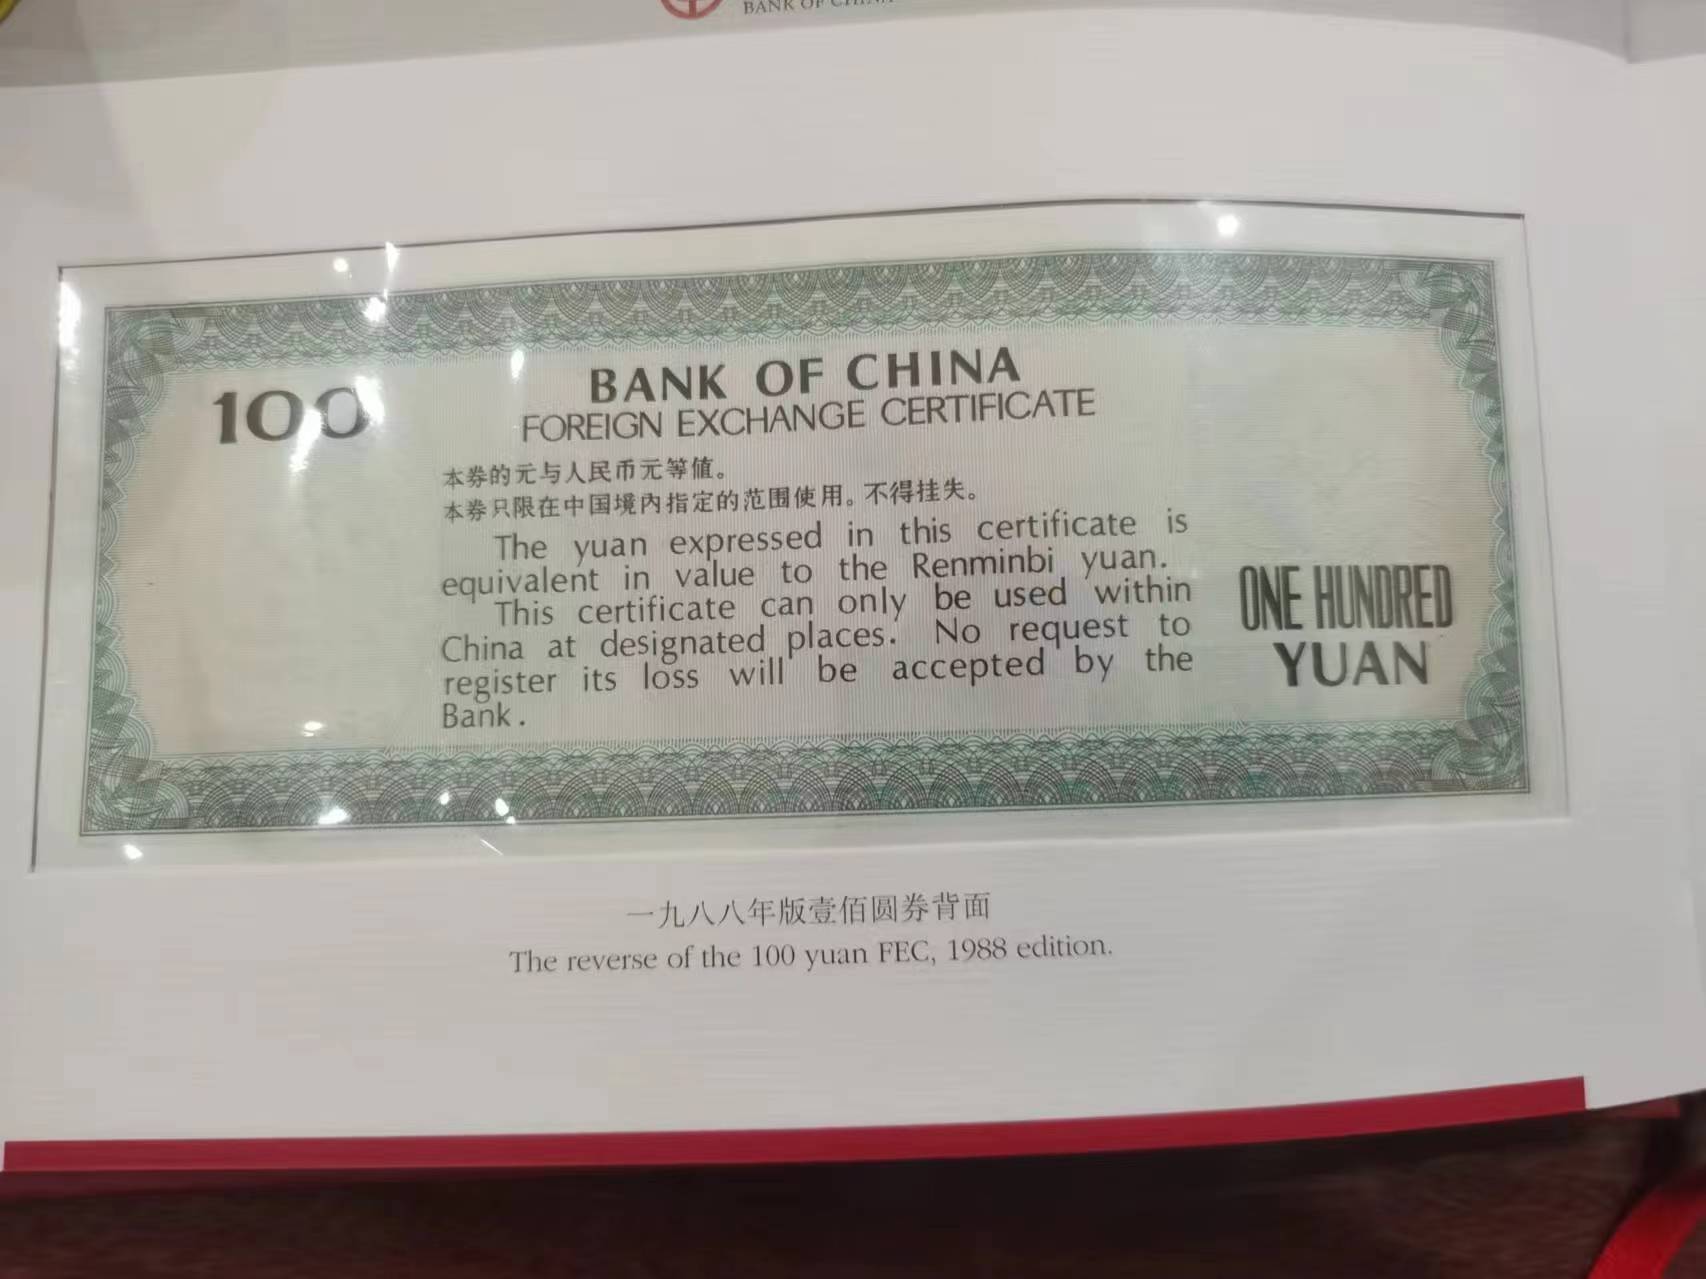 BANK OF CHINA
100
BANK OF CHINA
FOREIGN EXCHANGE CERTIFICATE
本券的元与人民币元等值。
本券只限在中国境内指定的范围使用。不得挂失。
The yuan expressed in this certificate is
equivalent in value to the Renminbi yuan.
This certificate can only be used within
China at designated places. No request to
register its loss will be accepted by the
Bank.
ONE HUNDRED
YUAN
一九八八年版壹佰圆券背面
The reverse of the 100 yuan FEC, 1988 edition.